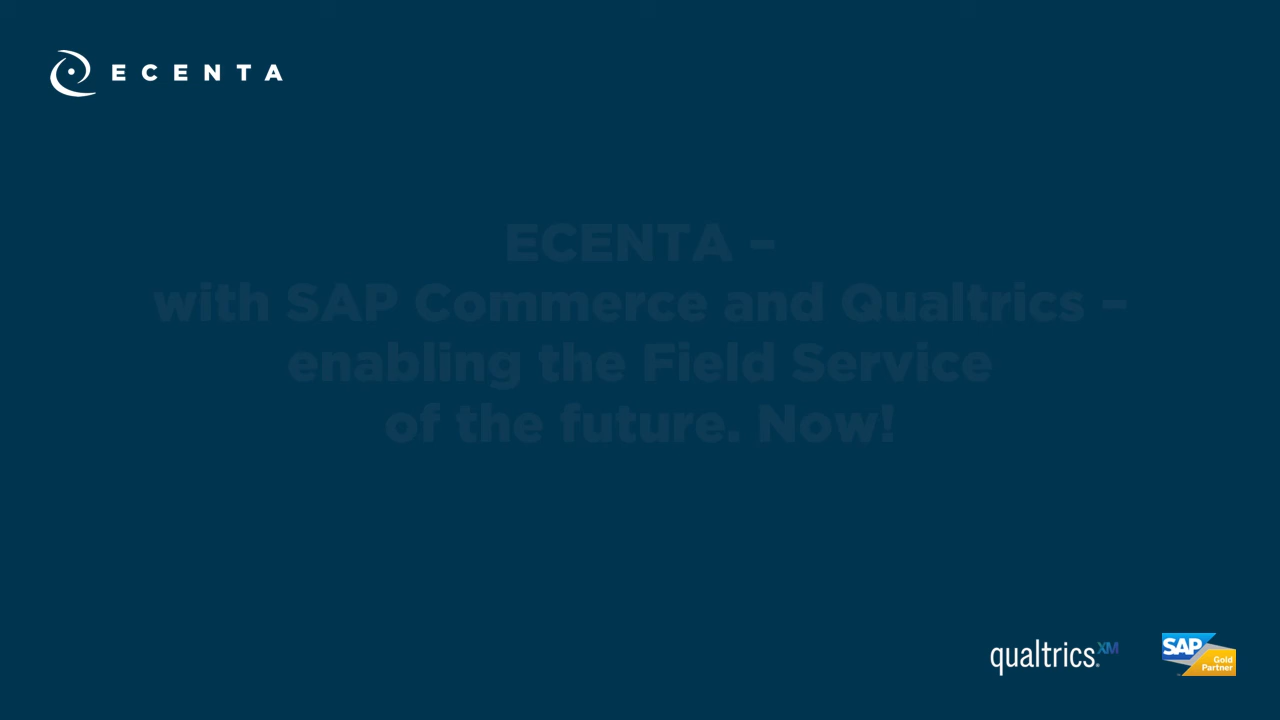 ECENTA
ECENTA –
with SAP Commerce and Qualtrics –
enabling the Field Service
of the future. Now!
qualtrics.XM
SAP
Gold
Partner